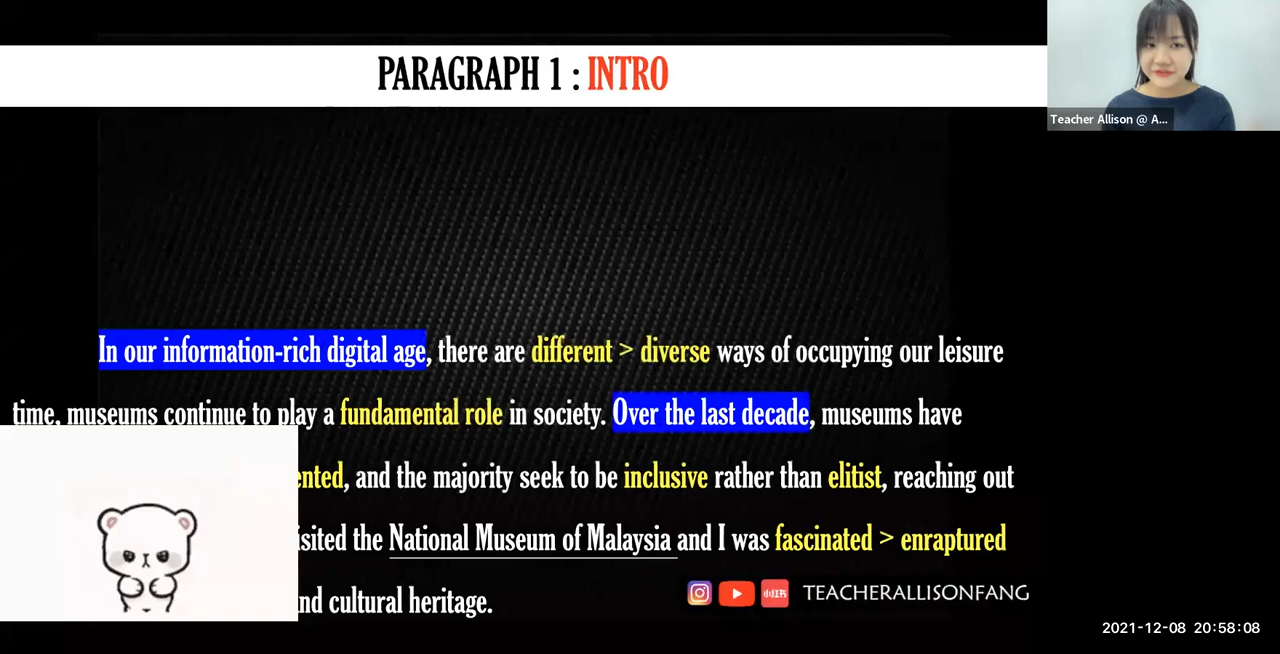 PARAGRAPH 1 : INTRO
Teacher Allison @ A...
In our information-rich digital age, there are different > diverse ways of occupying our leisure
time, museums continue to play a fundamental role in society. Over the last decade, museums have
, and the majority seek to be inclusive rather than elitist, reaching out
the National Museum of Malaysia and I was fascinated > enraptured
cultural heritage.
小红书 TEACHERALLISONFANG
2021-12-08 20:58:08